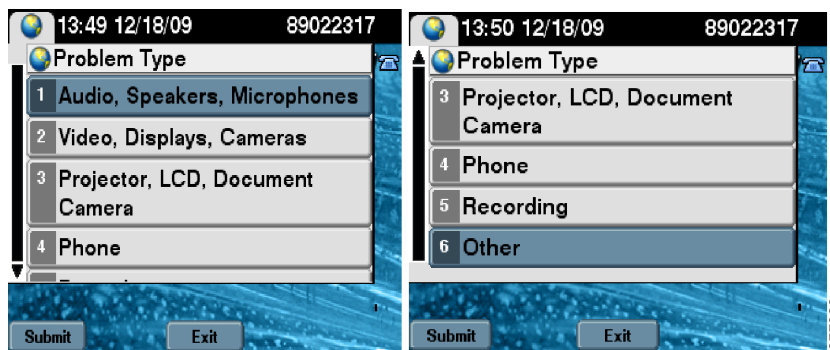 13:49 12/18/09 89022317
Problem Type
1 Audio, Speakers, Microphones
2 Video, Displays, Cameras
3 Projector, LCD, Document
Camera
4 Phone
Submit Exit
13:50 12/18/09 89022317
Problem Type
3 Projector, LCD, Document
Camera
4 Phone
5 Recording
6 Other
Submit Exit